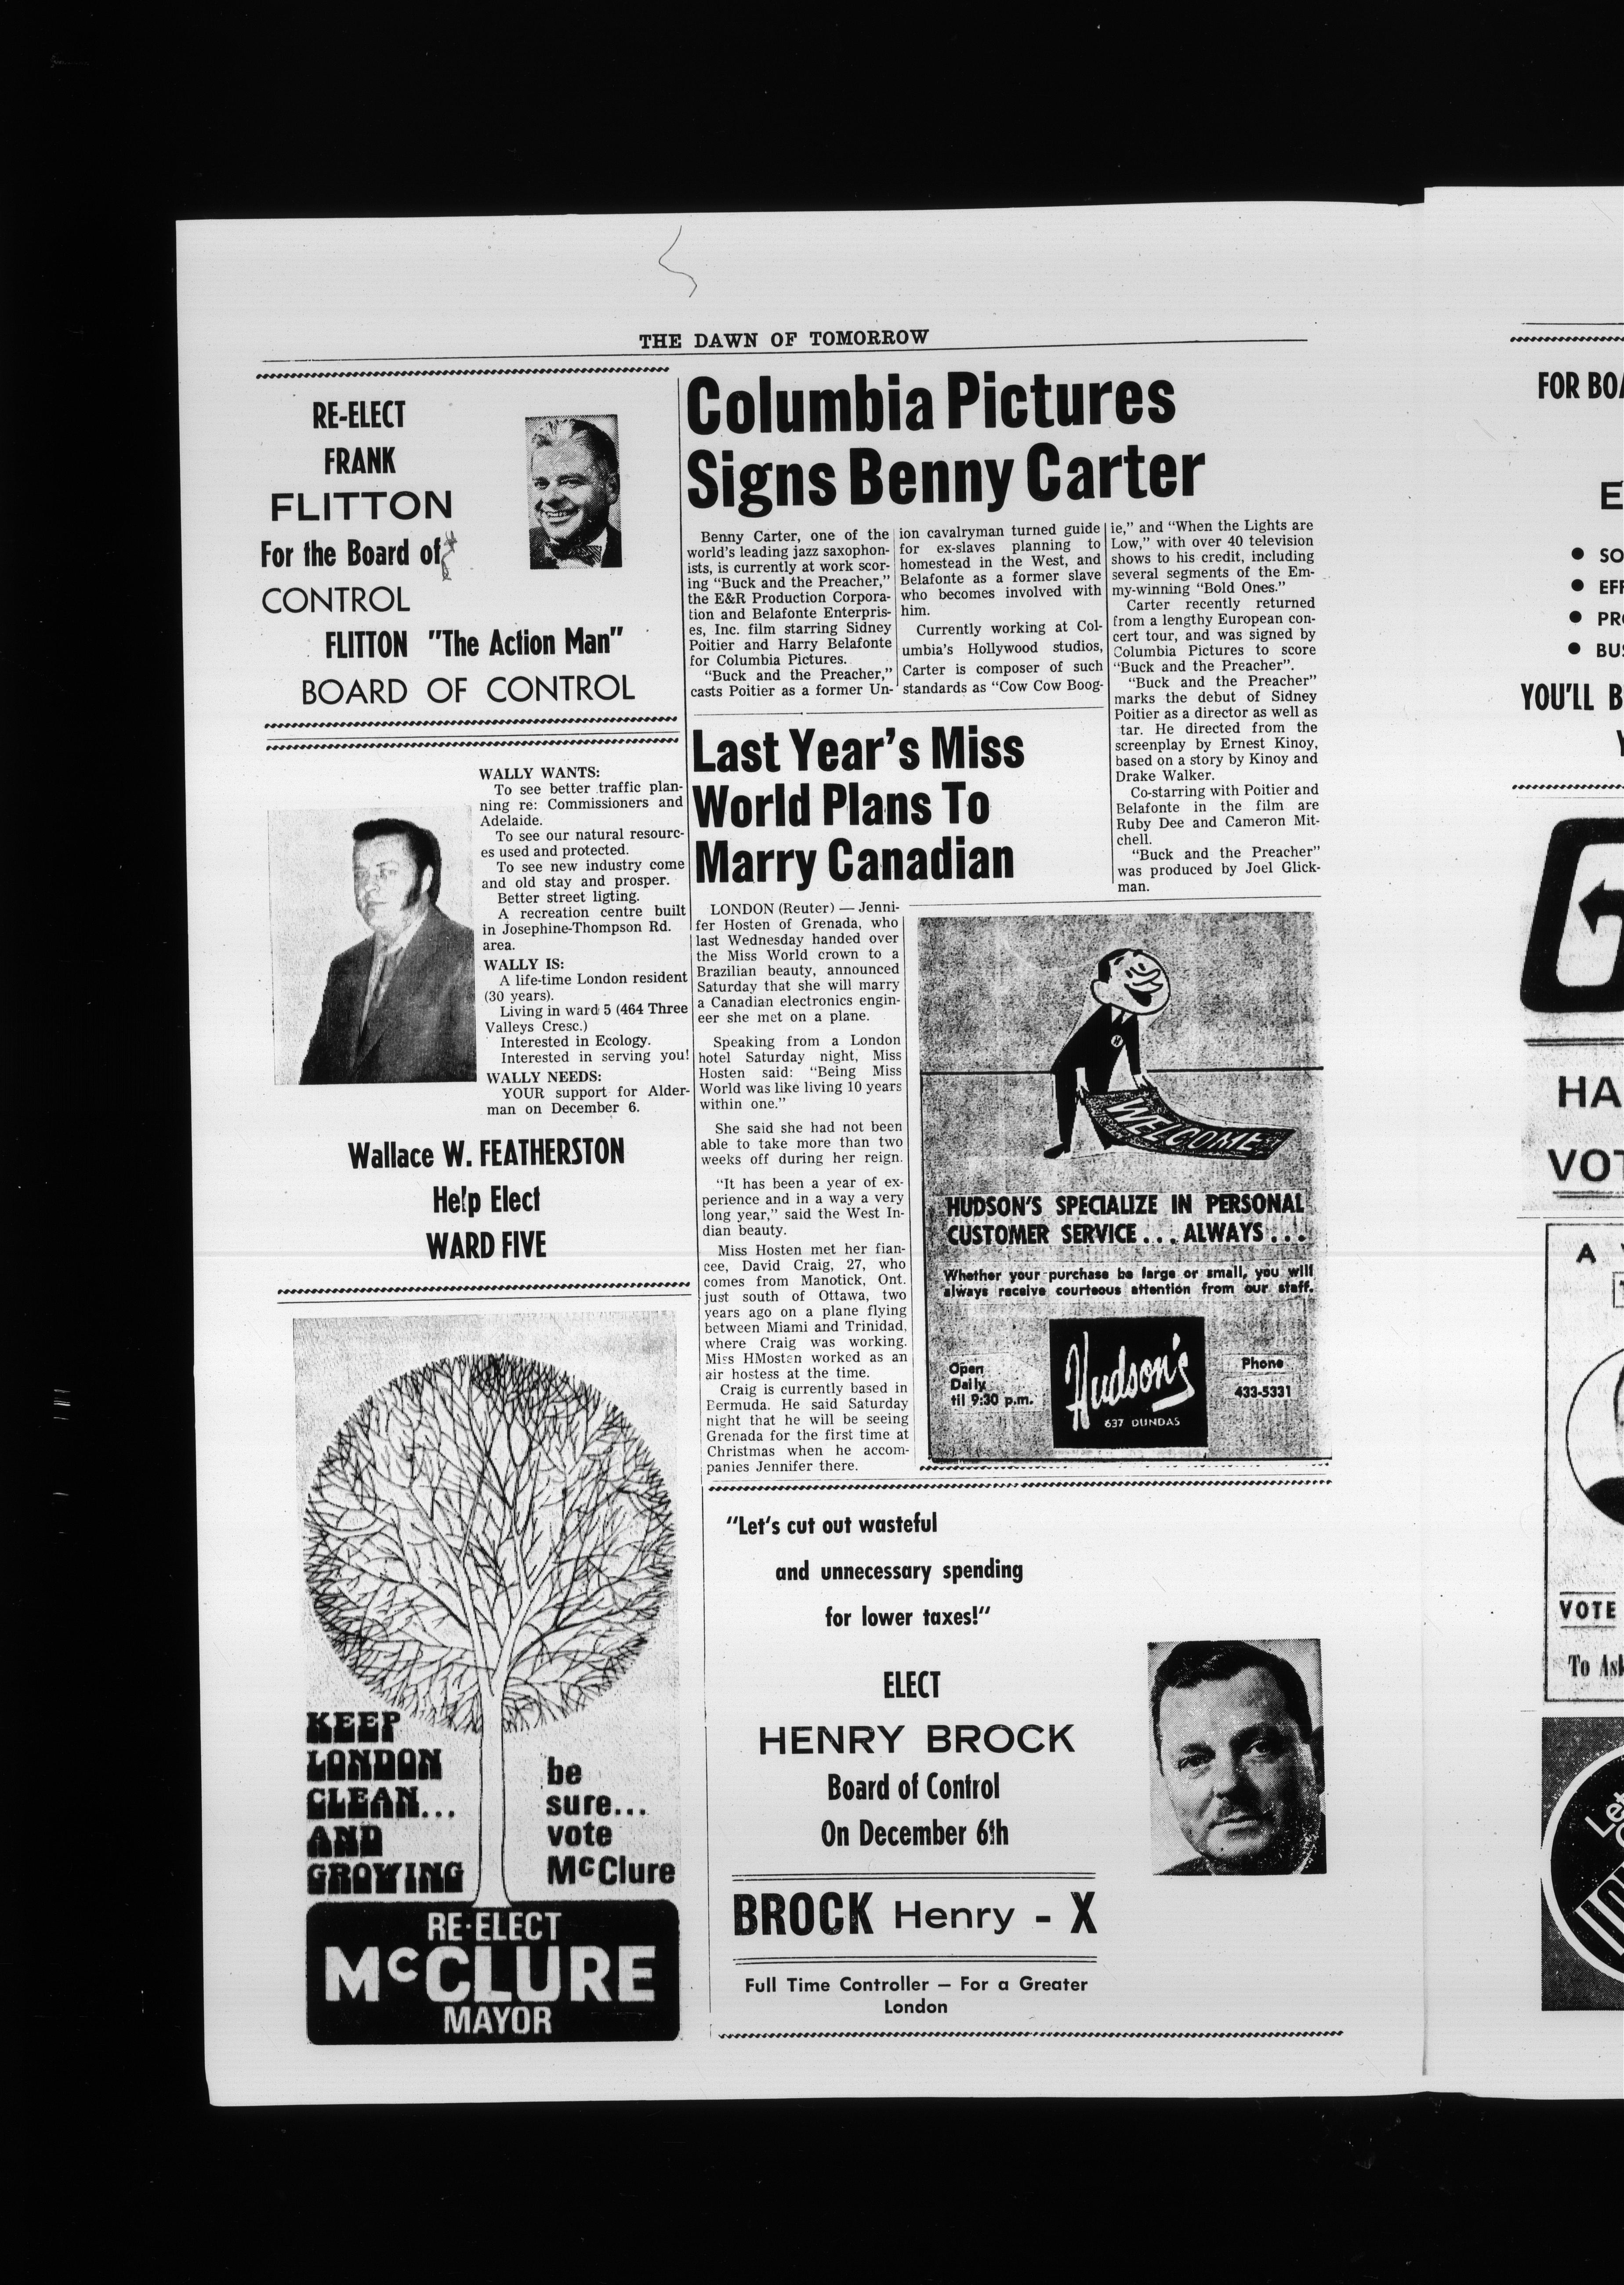 THE DAWN OF TOMORROW
RE-ELECT
FRANK
FLITTON
For the Board of
CONTROL
FLITTON "The Action Man"
BOARD OF CONTROL
WALLY WANTS:
To see better traffic plan-
ning re: Commissioners and
Adelaide.
To see our natural resourc-
es used and protected.
To see new industry come
and old stay and prosper.
Better street ligting.
A recreation centre built
in Josephine-Thompson Rd.
area.
WALLY IS:
A life-time London resident
(30 years).
Living in ward 5 (464 Three
Valleys Cresc.)
Interested in Ecology.
Interested in serving you!
WALLY NEEDS:
YOUR support for Alder-
man on December 6.
Wallace W. FEATHERSTON
Help Elect
WARD FIVE
KEEP
LONDON
CLEAN...
AND
GROWING
be
sure...
vote
McClure
RE-ELECT
McCLURE
MAYOR
Columbia Pictures
Signs Benny Carter
Benny Carter, one of the
world's leading jazz saxophon-
ists, is currently at work scor-
ing "Buck and the Preacher,"
the E&R Production Corpora-
tion and Belafonte Enterpris-
es, Inc. film starring Sidney
Poitier and Harry Belafonte
for Columbia Pictures.
"Buck and the Preacher,"
casts Poitier as a former Un-
ion cavalryman turned guide
for ex-slaves planning to
homestead in the West, and
Belafonte as a former slave
who becomes involved with
him.
Currently working at Col-
umbia's Hollywood studios,
Carter is composer of such
standards as "Cow Cow Boog-
ie," and "When the Lights are
Low," with over 40 television
shows to his credit, including
several segments of the Em-
my-winning "Bold Ones."
Carter recently returned
from a lengthy European con-
cert tour, and was signed by
Columbia Pictures to score
"Buck and the Preacher".
"Buck and the Preacher"
marks the debut of Sidney
Poitier as a director as well as
tar. He directed from the
screenplay by Ernest Kinoy,
based on a story by Kinoy and
Drake Walker.
Co-starring with Poitier and
Belafonte in the film are
Ruby Dee and Cameron Mit-
chell.
"Buck and the Preacher"
was produced by Joel Glick-
man.
Last Year's Miss
World Plans To
Marry Canadian
LONDON (Reuter) — Jenni-
fer Hosten of Grenada, who
last Wednesday handed over
the Miss World crown to a
Brazilian beauty, announced
Saturday that she will marry
a Canadian electronics engin-
eer she met on a plane.
Speaking from a London
hotel Saturday night, Miss
Hosten said: "Being Miss
World was like living 10 years
within one."
She said she had not been
able to take more than two
weeks off during her reign.
"It has been a year of ex-
perience and in a way a very
long year," said the West In-
dian beauty.
Miss Hosten met her fian-
cee, David Craig, 27, who
comes from Manotick, Ont.
just south of Ottawa, two
years ago on a plane flying
between Miami and Trinidad,
where Craig was working.
Miss HMosten worked as an
air hostess at the time.
Craig is currently based in
Bermuda. He said Saturday
night that he will be seeing
Grenada for the first time at
Christmas when he accom-
panies Jennifer there.
WELCOME
HUDSON'S SPECIALIZE IN PERSONAL
CUSTOMER SERVICE... ALWAYS...
Whether your purchase be large or small, you will
always receive courteous attention from our staff.
Open
Daily
til 9:30 p.m.
Hudson's
637 DUNDAS
Phone
433-5331
"Let's cut out wasteful
and unnecessary spending
for lower taxes!"
ELECT
HENRY BROCK
Board of Control
On December 6th
BROCK Henry - X
Full Time Controller — For a Greater
London
FOR BOA
E
• SO
• EFF
• PR
• BUS
YOU'LL B
Y
HA
VOT
A
VOTE
To Ask
Let